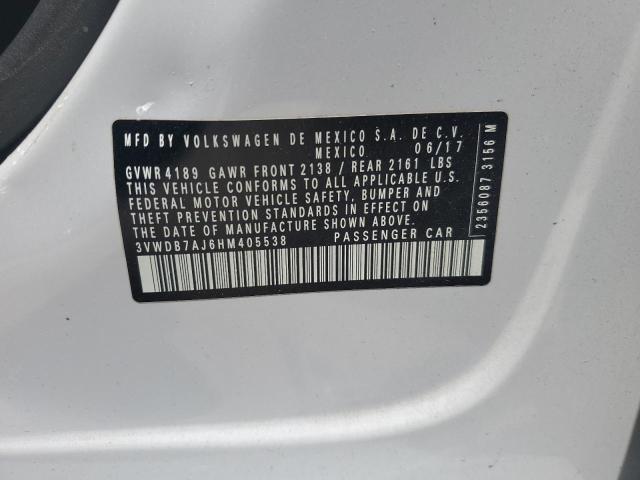 MFD BY VOLKSWAGEN DE MEXICO S.A. DE C.V.
MEXICO 06/17
GVWR 4189 GAWR FRONT 2138 / REAR 2161 LBS
THIS VEHICLE CONFORMS TO ALL APPLICABLE U.S.
FEDERAL MOTOR VEHICLE SAFETY, BUMPER AND
THEFT PREVENTION STANDARDS IN EFFECT ON
THE DATE OF MANUFACTURE SHOWN ABOVE.
3VWDB7AJ6HM405538 PASSENGER CAR
2356087 3156 M